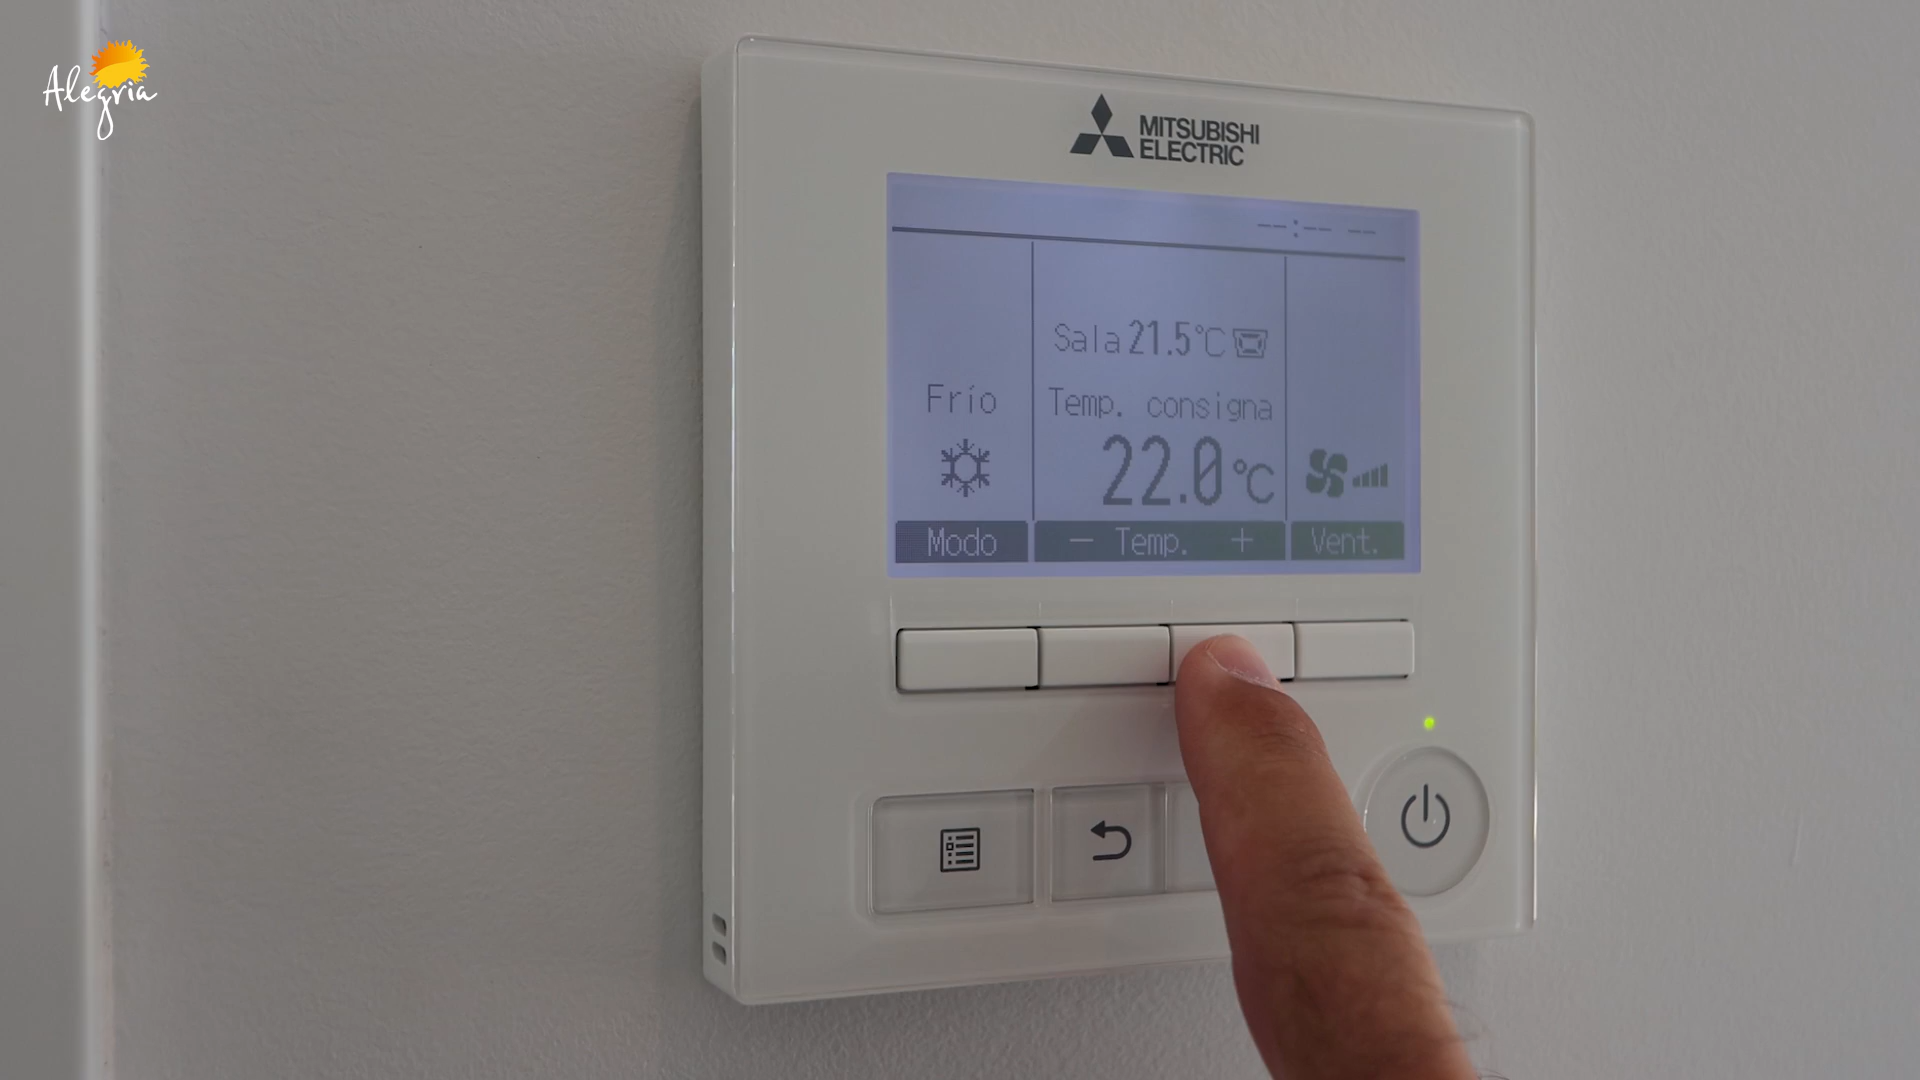 Alegria
MITSUBISHI
ELECTRIC
--:-- --
Sala 21.5°C
Frío
Temp. consigna
22.0°C
Modo
− Temp. +
Vent.